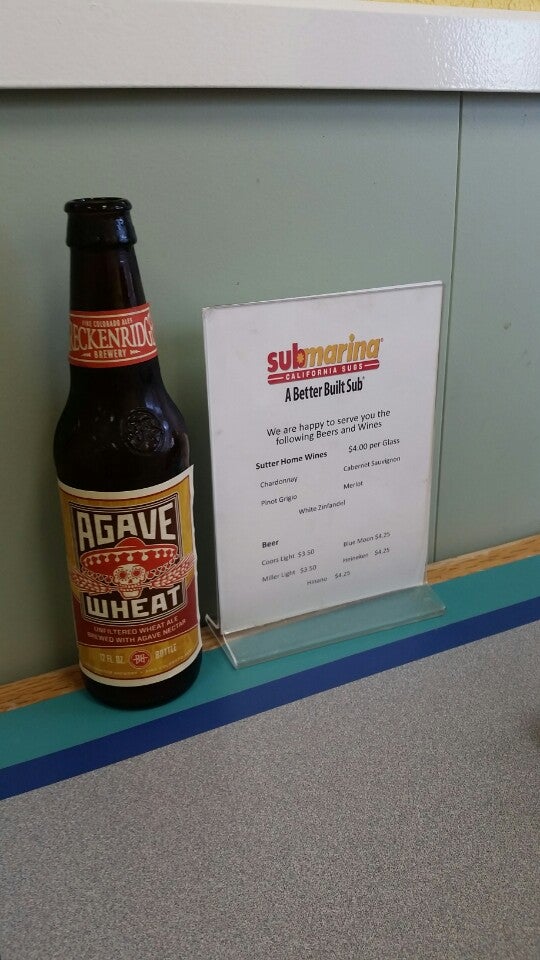 FINE COLORADO ALES
RECKENRIDG
BREWERY
AGAVE
WHEAT
UNFILTERED WHEAT ALE
BREWED WITH AGAVE NECTAR
12 FL. OZ. BOTTLE
submarina
CALIFORNIA SUBS
A Better Built Sub®
We are happy to serve you the
following Beers and Wines
Sutter Home Wines $4.00 per Glass
Chardonnay Cabernet Sauvignon
Pinot Grigio Merlot
White Zinfandel
Beer
Coors Light $3.50 Blue Moon $4.25
Miller Light $3.50 Heineken $4.25
Hinano $4.25